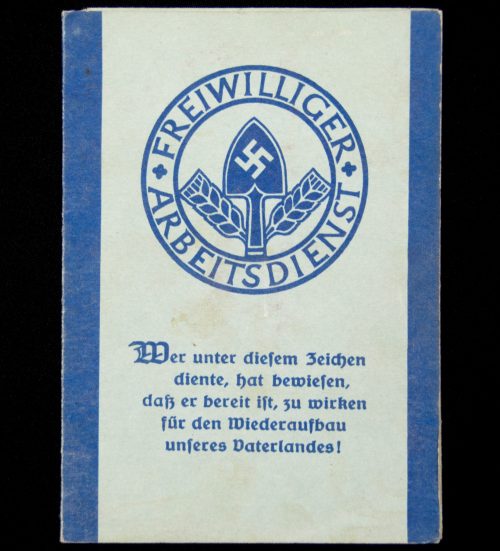 FREIWILLIGER
ARBEITSDIENST
Wer unter diesem Zeichen
diente, hat bewiesen,
daß er bereit ist, zu wirken
für den Wiederaufbau
unseres Vaterlandes!